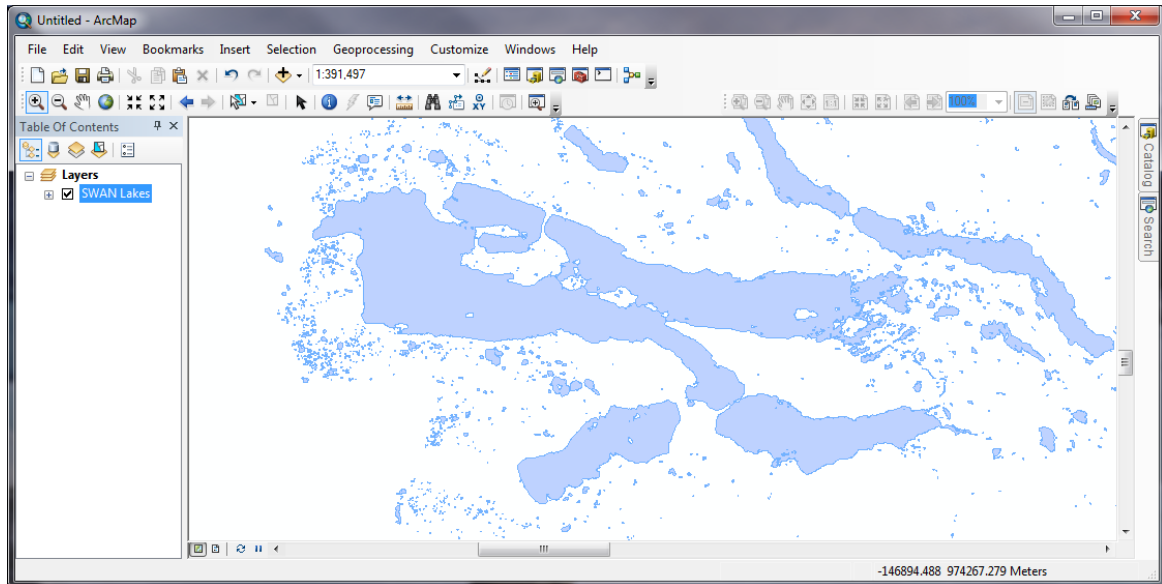 Untitled - ArcMap
File Edit View Bookmarks Insert Selection Geoprocessing Customize Windows Help
1:391,497
100%
Table Of Contents
Layers
SWAN Lakes
Catalog
Search
-146894.488 974267.279 Meters